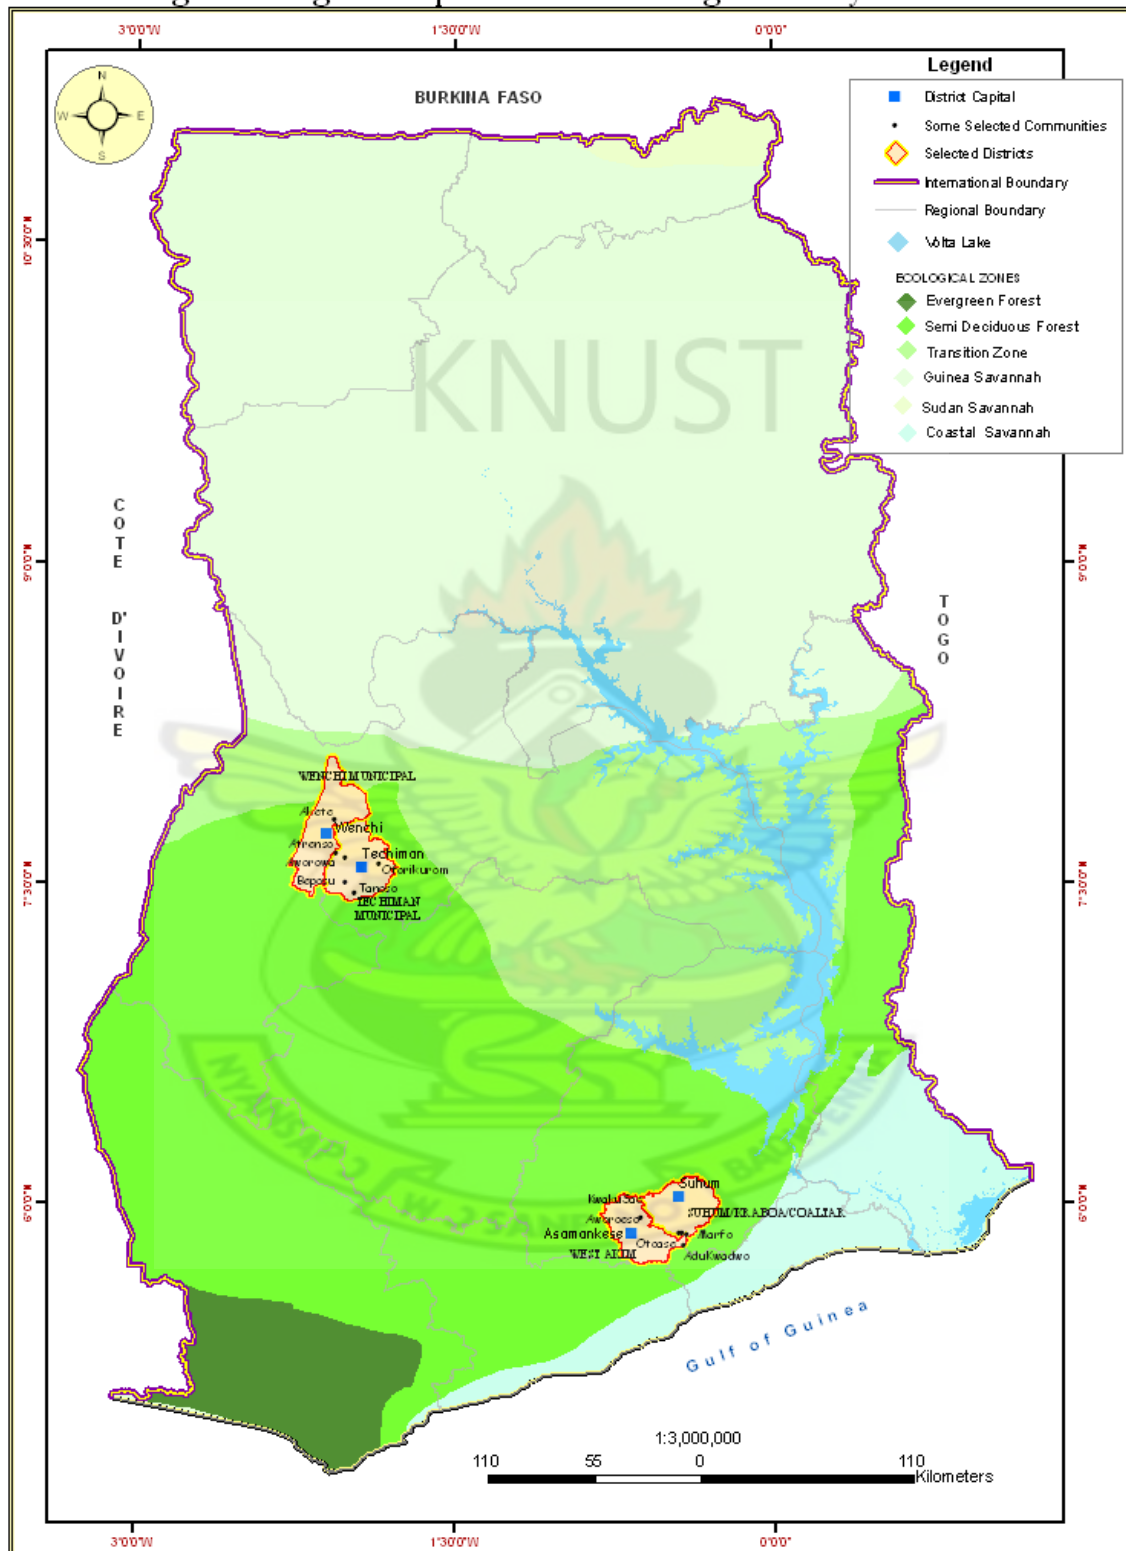 3°0'0"W 1°30'0"W 0°0'0"
Legend
District Capital
Some Selected Communities
Selected Districts
International Boundary
Regional Boundary
Volta Lake
ECOLOGICAL ZONES
Evergreen Forest
Semi Deciduous Forest
Transition Zone
Guinea Savannah
Sudan Savannah
Coastal Savannah
N
W E
S
BURKINA FASO
10°30'0"N
KNUST
COTE D'IVOIRE
TOGO
9°0'0"N 9°0'0"N
WENCHI MUNICIPAL
Wenchi
Atrenso
Techiman
Aworowa
Oforikurom
Tanoso
TECHIMAN
MUNICIPAL
7°30'0"N 7°30'0"N
6°0'0"N 6°0'0"N
Suhum
SUHUM/KRABOA/COALTAR
Asamankese
Marfo
Otoase
WEST AKIM
AduKwadwo
Gulf of Guinea
1:3,000,000
110 55 0 110
Kilometers
3°0'0"W 1°30'0"W 0°0'0"